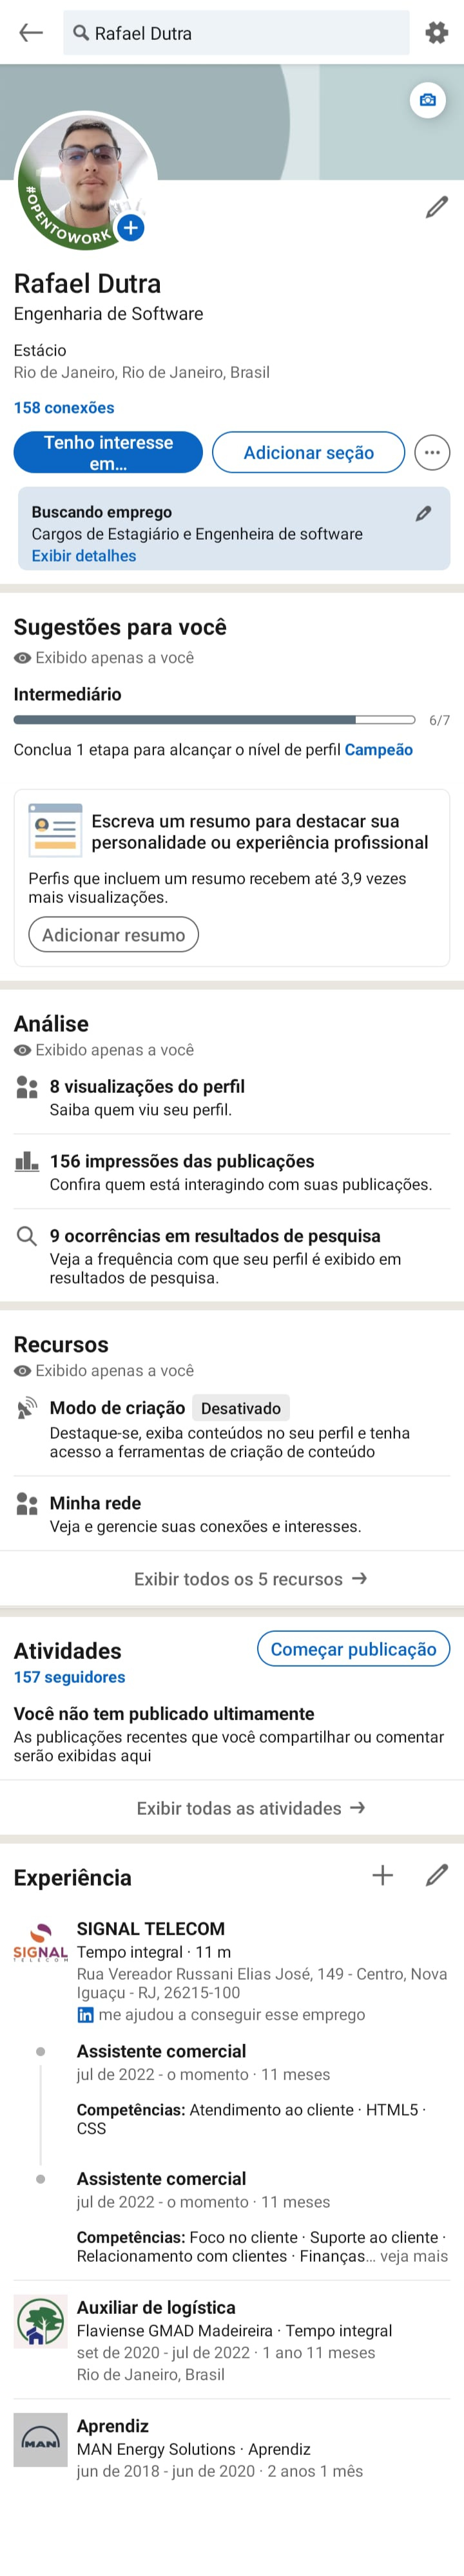 Rafael Dutra
#OPENTOWORK
Rafael Dutra
Engenharia de Software
Estácio
Rio de Janeiro, Rio de Janeiro, Brasil
158 conexões
Tenho interesse
em...
Adicionar seção
Buscando emprego
Cargos de Estagiário e Engenheira de software
Exibir detalhes
Sugestões para você
Exibido apenas a você
Intermediário
6/7
Conclua 1 etapa para alcançar o nível de perfil Campeão
Escreva um resumo para destacar sua
personalidade ou experiência profissional
Perfis que incluem um resumo recebem até 3,9 vezes
mais visualizações.
Adicionar resumo
Análise
Exibido apenas a você
8 visualizações do perfil
Saiba quem viu seu perfil.
156 impressões das publicações
Confira quem está interagindo com suas publicações.
9 ocorrências em resultados de pesquisa
Veja a frequência com que seu perfil é exibido em
resultados de pesquisa.
Recursos
Exibido apenas a você
Modo de criação Desativado
Destaque-se, exiba conteúdos no seu perfil e tenha
acesso a ferramentas de criação de conteúdo
Minha rede
Veja e gerencie suas conexões e interesses.
Exibir todos os 5 recursos →
Atividades
Começar publicação
157 seguidores
Você não tem publicado ultimamente
As publicações recentes que você compartilhar ou comentar
serão exibidas aqui
Exibir todas as atividades →
Experiência
SIGNAL
TELECOM
SIGNAL TELECOM
Tempo integral · 11 m
Rua Vereador Russani Elias José, 149 - Centro, Nova
Iguaçu - RJ, 26215-100
in me ajudou a conseguir esse emprego
Assistente comercial
jul de 2022 - o momento · 11 meses
Competências: Atendimento ao cliente · HTML5 ·
CSS
Assistente comercial
jul de 2022 - o momento · 11 meses
Competências: Foco no cliente · Suporte ao cliente ·
Relacionamento com clientes · Finanças... veja mais
Auxiliar de logística
Flaviense GMAD Madeireira · Tempo integral
set de 2020 - jul de 2022 · 1 ano 11 meses
Rio de Janeiro, Brasil
MAN
Aprendiz
MAN Energy Solutions · Aprendiz
jun de 2018 - jun de 2020 · 2 anos 1 mês